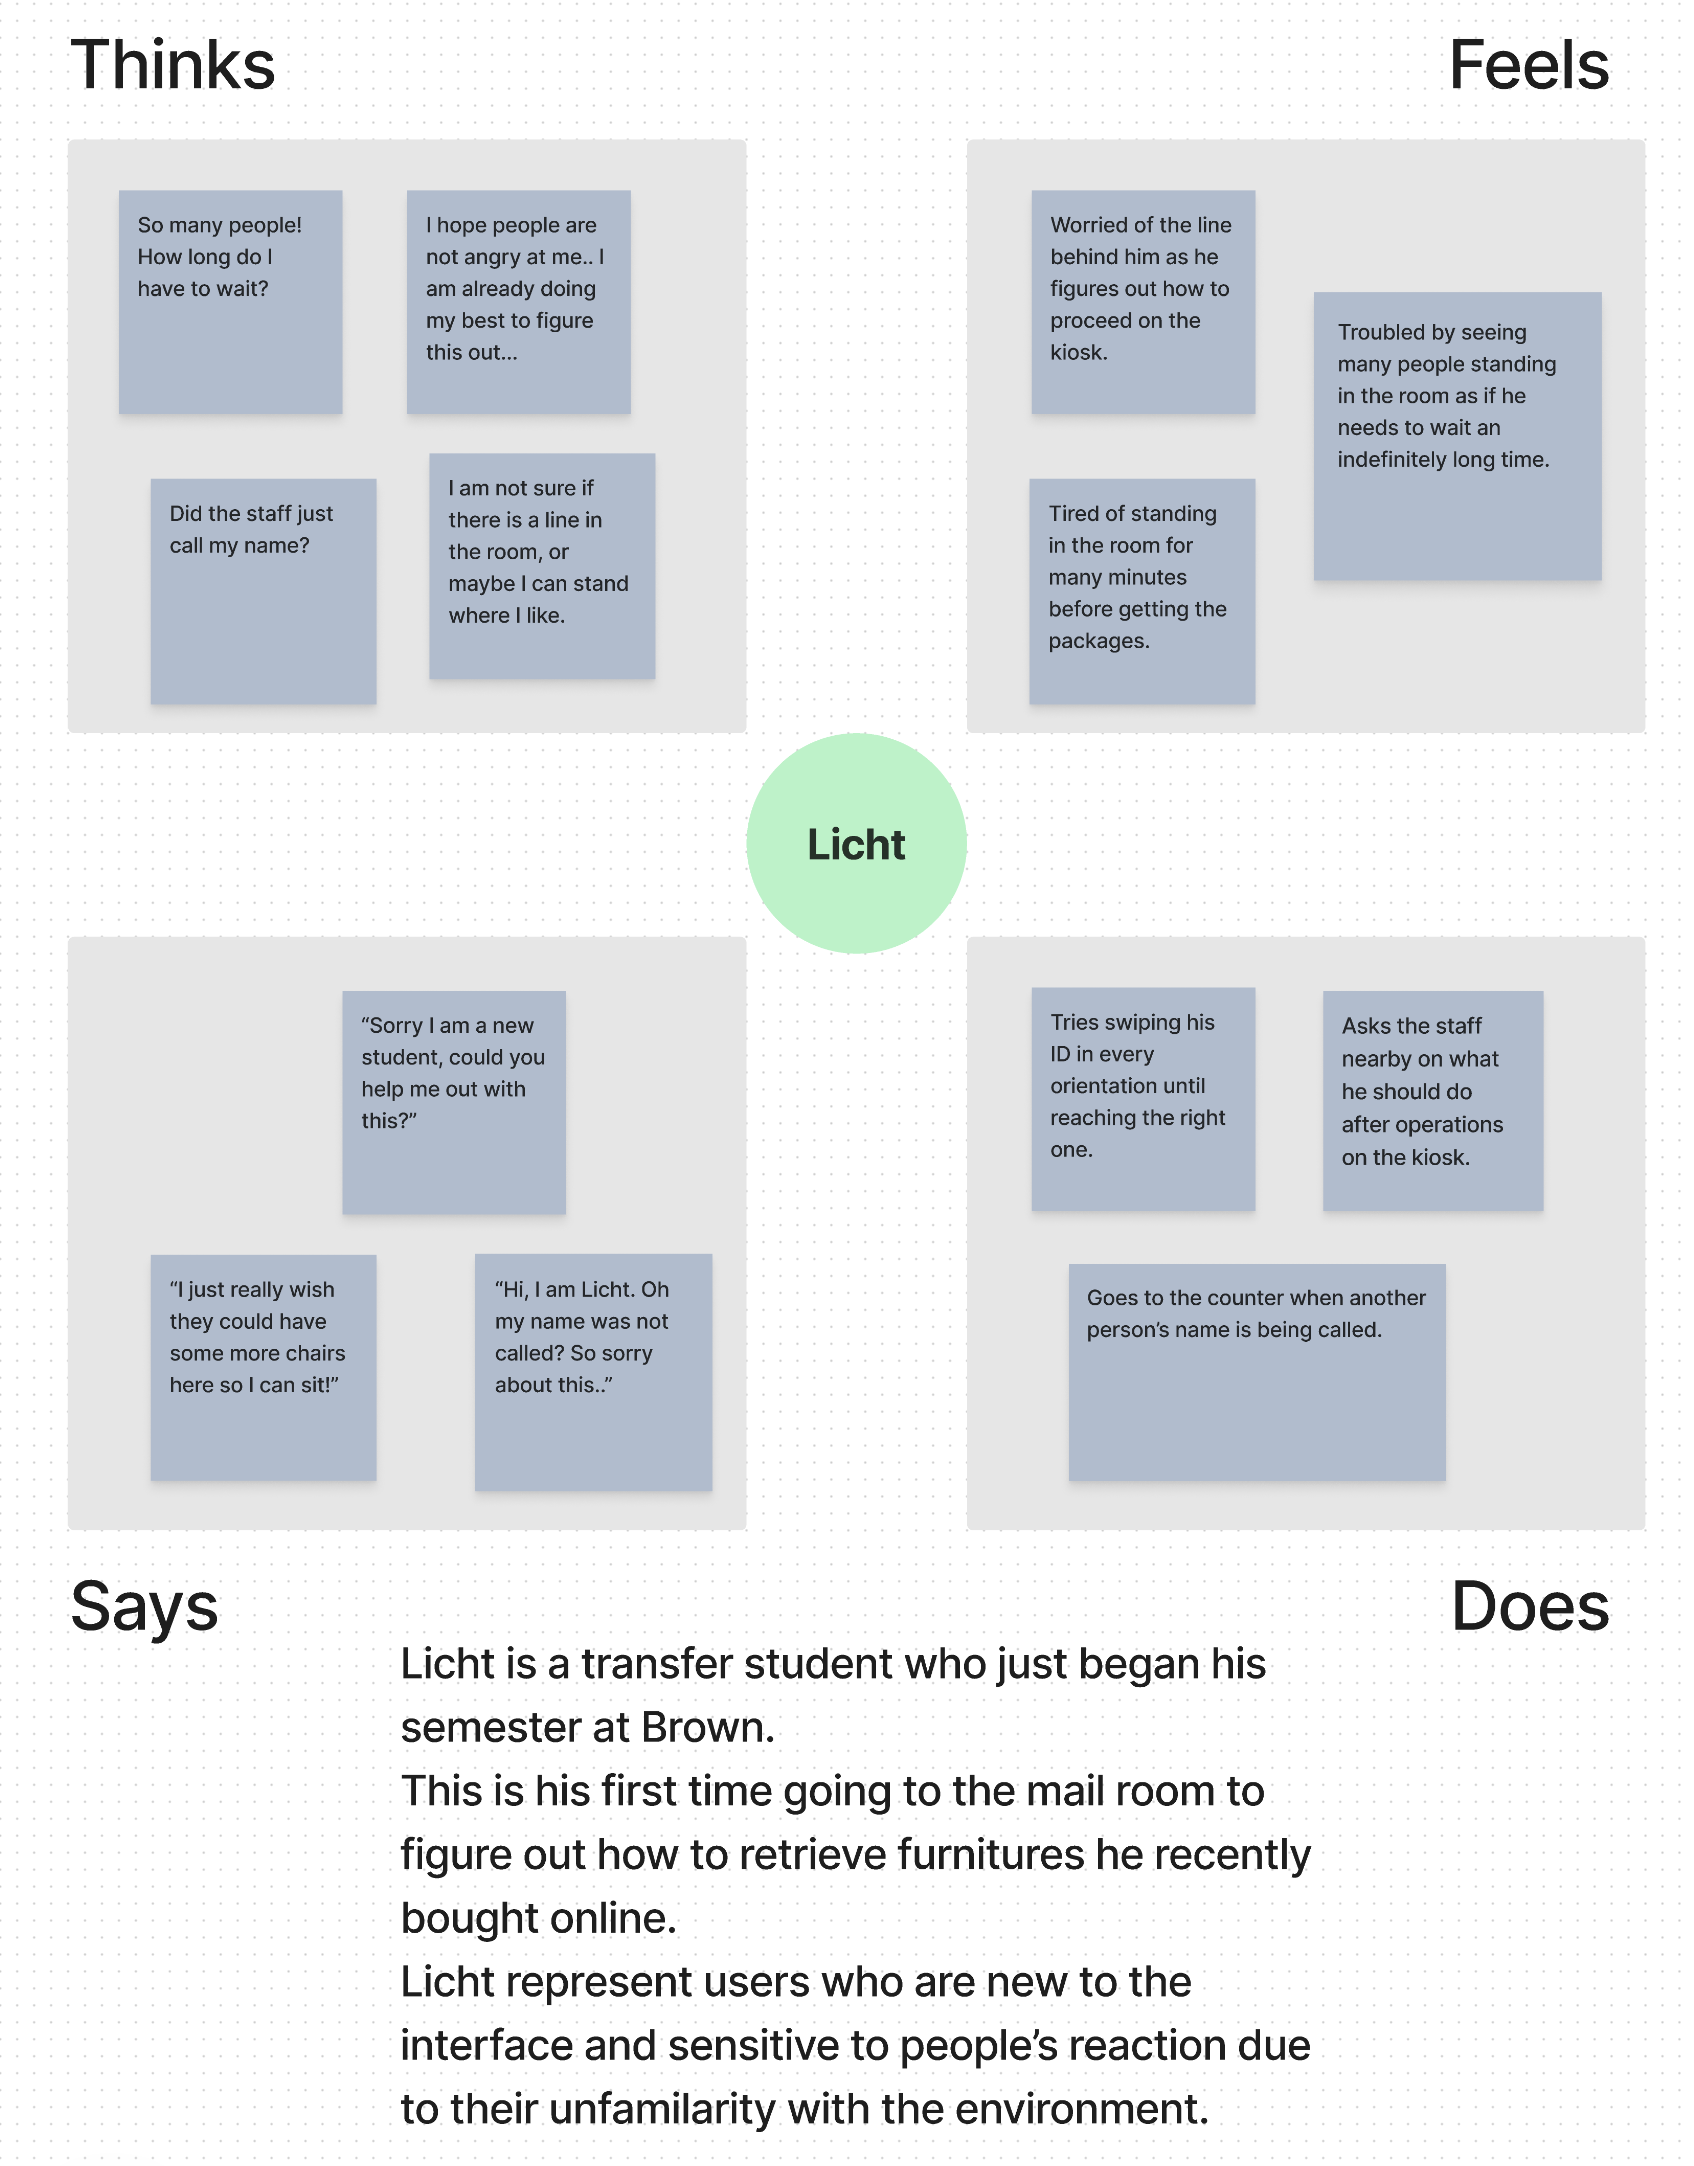 Thinks
Feels
So many people!
How long do I
have to wait?
I hope people are
not angry at me.. I
am already doing
my best to figure
this out...
Did the staff just
call my name?
I am not sure if
there is a line in
the room, or
maybe I can stand
where I like.
Worried of the line
behind him as he
figures out how to
proceed on the
kiosk.
Troubled by seeing
many people standing
in the room as if he
needs to wait an
indefinitely long time.
Tired of standing
in the room for
many minutes
before getting the
packages.
Licht
“Sorry I am a new
student, could you
help me out with
this?”
“I just really wish
they could have
some more chairs
here so I can sit!”
“Hi, I am Licht. Oh
my name was not
called? So sorry
about this..”
Tries swiping his
ID in every
orientation until
reaching the right
one.
Asks the staff
nearby on what
he should do
after operations
on the kiosk.
Goes to the counter when another
person’s name is being called.
Says
Does
Licht is a transfer student who just began his
semester at Brown.
This is his first time going to the mail room to
figure out how to retrieve furnitures he recently
bought online.
Licht represent users who are new to the
interface and sensitive to people’s reaction due
to their unfamilarity with the environment.